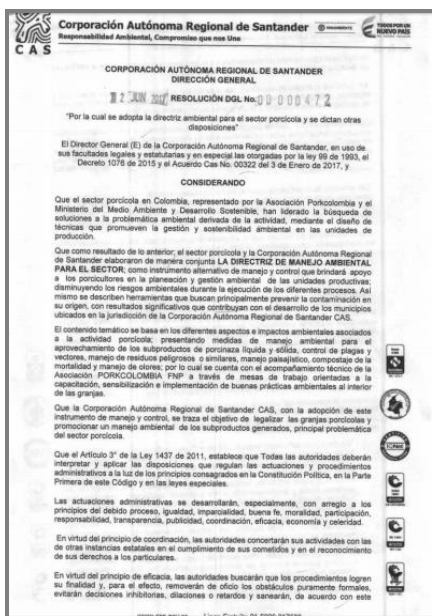 Corporación Autónoma Regional de Santander
Responsabilidad Ambiental, Compromiso que nos Une
TODOS POR UN
NUEVO PAÍS
CAS
CORPORACIÓN AUTÓNOMA REGIONAL DE SANTANDER
DIRECCIÓN GENERAL
12 JUN 2017 RESOLUCIÓN DGL No. 00000472
"Por la cual se adopta la directriz ambiental para el sector porcícola y se dictan otras
disposiciones"
El Director General (E) de la Corporación Autónoma Regional de Santander, en uso de
sus facultades legales y estatutarias y en especial las otorgadas por la ley 99 de 1993, el
Decreto 1076 de 2015 y el Acuerdo Cas No. 00322 del 3 de Enero de 2017, y
CONSIDERANDO
Que el sector porcícola en Colombia, representado por la Asociación Porkcolombia y el
Ministerio del Medio Ambiente y Desarrollo Sostenible, han liderado la búsqueda de
soluciones a la problemática ambiental derivada de la actividad, mediante el diseño de
técnicas que promueven la gestión y sostenibilidad ambiental en las unidades de
producción.
Que como resultado de lo anterior, el sector porcícola y la Corporación Autónoma Regional
de Santander elaboraron de manera conjunta LA DIRECTRIZ DE MANEJO AMBIENTAL
PARA EL SECTOR; como instrumento alternativo de manejo y control que brindará apoyo
a los porcicultores en la planeación y gestión ambiental de las unidades productivas;
disminuyendo los riesgos ambientales durante la ejecución de los diferentes procesos. Así
mismo se describen herramientas que buscan principalmente prevenir la contaminación en
su origen, con resultados significativos que contribuyan con el desarrollo de los municipios
ubicados en la jurisdicción de la Corporación Autónoma Regional de Santander CAS.
El contenido temático se basa en los diferentes aspectos e impactos ambientales asociados
a la actividad porcícola; presentando medidas de manejo ambiental para el
aprovechamiento de los subproductos de porcinaza líquida y sólida, control de plagas y
vectores, manejo de residuos peligrosos o similares, manejo paisajístico, compostaje de la
mortalidad y manejo de olores; por lo cual se cuenta con el acompañamiento técnico de la
Asociación PORKCOLOMBIA FNP a través de mesas de trabajo orientadas a la
capacitación, sensibilización e implementación de buenas prácticas ambientales al interior
de las granjas.
Que la Corporación Autónoma Regional de Santander CAS, con la adopción de este
instrumento de manejo y control, se traza el objetivo de legalizar las granjas porcícolas y
promocionar un manejo ambiental de los subproductos generados, principal problemática
del sector porcícola.
Que el Artículo 3° de la Ley 1437 de 2011, establece que Todas las autoridades deberán
interpretar y aplicar las disposiciones que regulan las actuaciones y procedimientos
administrativos a la luz de los principios consagrados en la Constitución Política, en la Parte
Primera de este Código y en las leyes especiales.
Las actuaciones administrativas se desarrollarán, especialmente, con arreglo a los
principios del debido proceso, igualdad, imparcialidad, buena fe, moralidad, participación,
responsabilidad, transparencia, publicidad, coordinación, eficacia, economía y celeridad.
En virtud del principio de coordinación, las autoridades concertarán sus actividades con las
de otras instancias estatales en el cumplimiento de sus cometidos y en el reconocimiento
de sus derechos a los particulares.
En virtud del principio de eficacia, las autoridades buscarán que los procedimientos logren
su finalidad y, para el efecto, removerán de oficio los obstáculos puramente formales,
evitarán decisiones inhibitorias, dilaciones o retardos y sanearán, de acuerdo con este